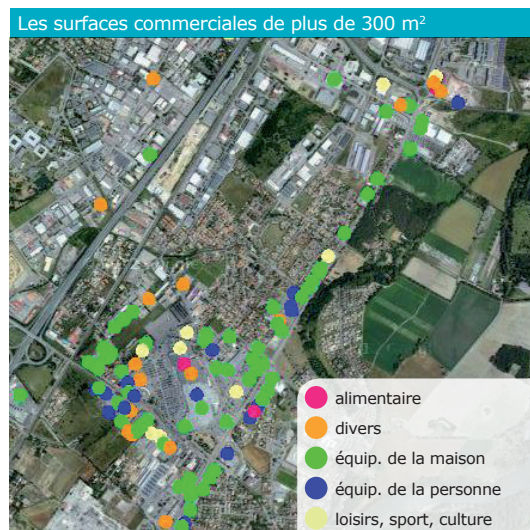 Les surfaces commerciales de plus de 300 m²
alimentaire
divers
équip. de la maison
équip. de la personne
loisirs, sport, culture